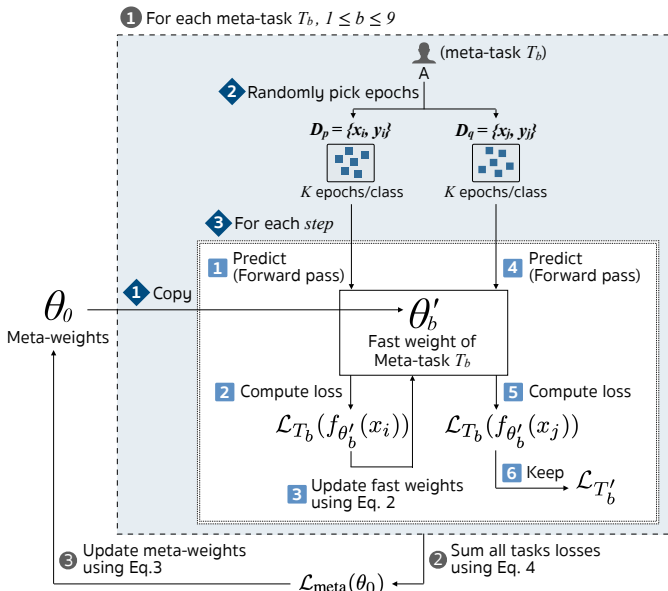 1 For each meta-task T_b, 1 ≤ b ≤ 9
(meta-task T_b)
A
2 Randomly pick epochs
D_p = {x_i, y_i}
D_q = {x_j, y_j}
K epochs/class
K epochs/class
3 For each step
1 Predict
(Forward pass)
4 Predict
(Forward pass)
1 Copy
θ_0
Meta-weights
θ'_b
Fast weight of
Meta-task T_b
2 Compute loss
5 Compute loss
ℒ_{T_b}(f_{θ'_b}(x_i))
ℒ_{T_b}(f_{θ'_b}(x_j))
3 Update fast weights
using Eq. 2
6 Keep
ℒ_{T'_b}
3 Update meta-weights
using Eq.3
2 Sum all tasks losses
using Eq. 4
ℒ_meta(θ_0)